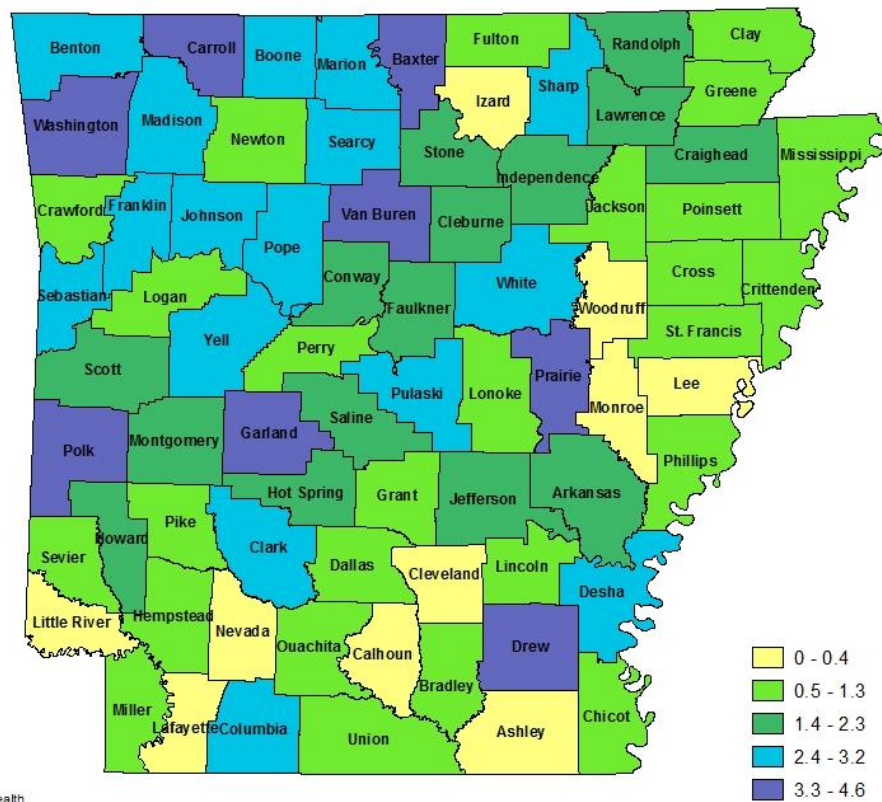 Benton
Carroll
Boone
Marion
Baxter
Fulton
Randolph
Clay
Izard
Sharp
Greene
Washington
Madison
Newton
Searcy
Stone
Lawrence
Craighead
Mississippi
Independence
Crawford
Franklin
Johnson
Pope
Van Buren
Cleburne
Jackson
Poinsett
Sebastian
Logan
Conway
Faulkner
White
Woodruff
Cross
Crittenden
Yell
Perry
St. Francis
Scott
Pulaski
Lonoke
Prairie
Lee
Polk
Montgomery
Garland
Saline
Monroe
Phillips
Hot Spring
Grant
Jefferson
Arkansas
Howard
Pike
Clark
Sevier
Dallas
Cleveland
Lincoln
Desha
Little River
Hempstead
Nevada
Ouachita
Calhoun
Drew
Bradley
Miller
Lafayette
Columbia
Union
Ashley
Chicot
0 - 0.4
0.5 - 1.3
1.4 - 2.3
2.4 - 3.2
3.3 - 4.6
ealth